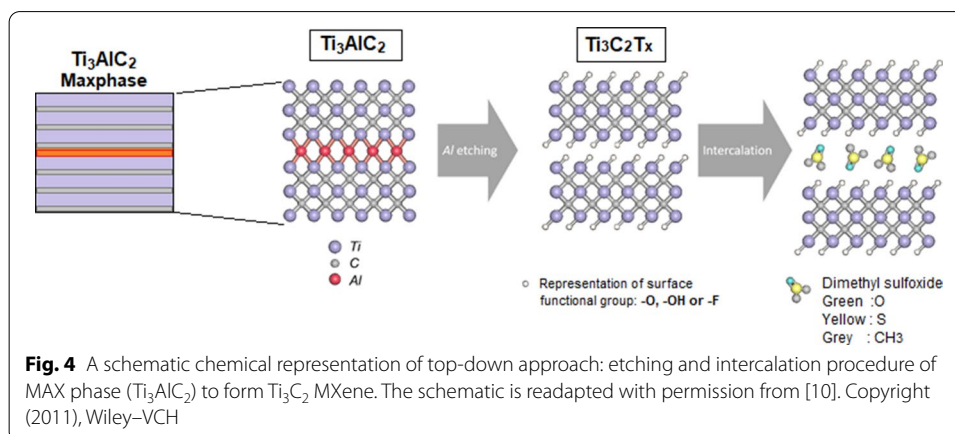 Ti₃AlC₂
Maxphase
Ti₃AlC₂
Ti3C2Tx
Al etching
Intercalation
Ti
C
Al
Representation of surface
functional group: -O, -OH or -F
Dimethyl sulfoxide
Green :O
Yellow : S
Grey : CH3
Fig. 4 A schematic chemical representation of top-down approach: etching and intercalation procedure of
MAX phase (Ti₃AlC₂) to form Ti₃C₂ MXene. The schematic is readapted with permission from [10]. Copyright
(2011), Wiley–VCH